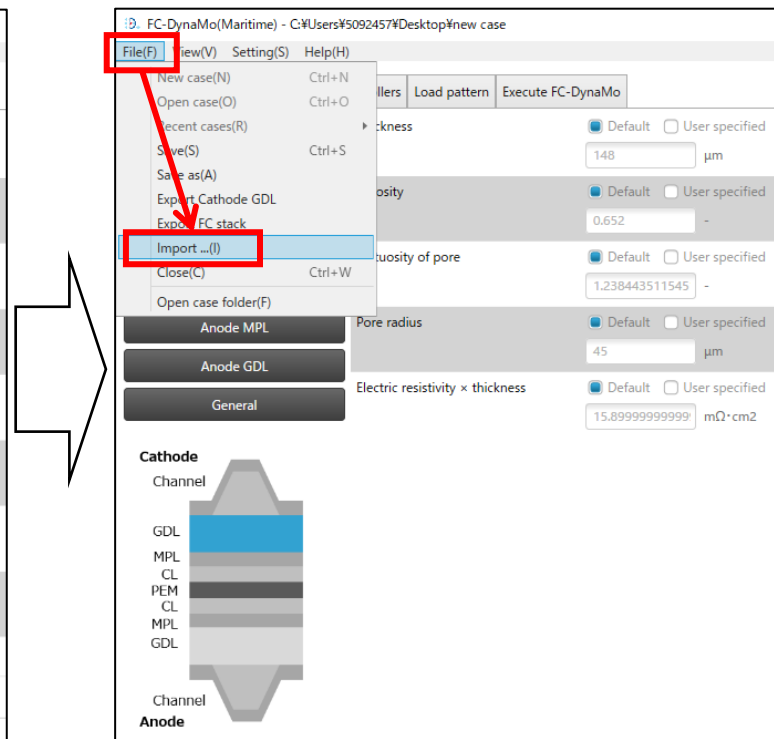 FC-DynaMo(Maritime) - C:¥Users¥5092457¥Desktop¥new case
File(F) View(V) Setting(S) Help(H)
New case(N) Ctrl+N
Open case(O) Ctrl+O
Recent cases(R)
Save(S) Ctrl+S
Save as(A)
Export Cathode GDL
Export FC stack
Import ...(I)
Close(C) Ctrl+W
Open case folder(F)
Load pattern Execute FC-DynaMo
Default User specified
148 μm
Default User specified
0.652 -
of pore Default User specified
1.238443511545 -
Anode MPL
Pore radius Default User specified
45 μm
Anode GDL
Electric resistivity × thickness Default User specified
15.89999999999 mΩ·cm2
General
Cathode
Channel
GDL
MPL
CL
PEM
CL
MPL
GDL
Channel
Anode